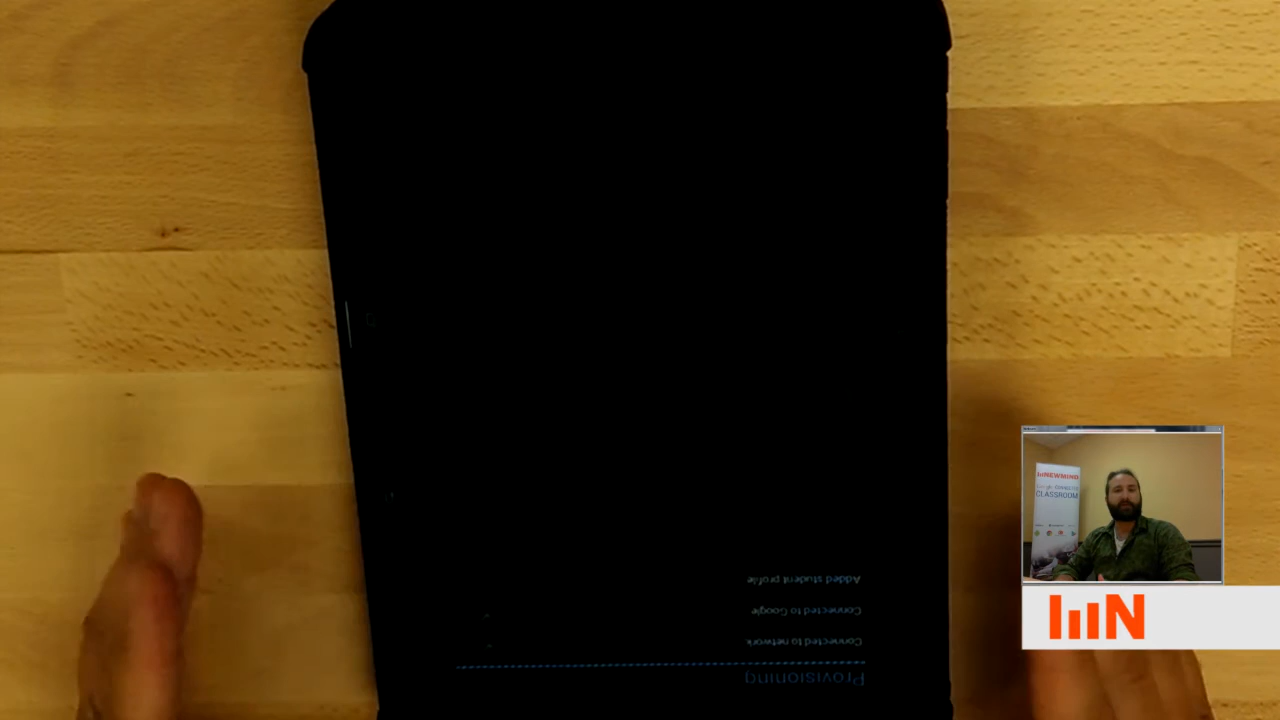 Provisioning
Connected to network
Connected to Google
Added student profile
NEWMIND
CLASSROOM
N